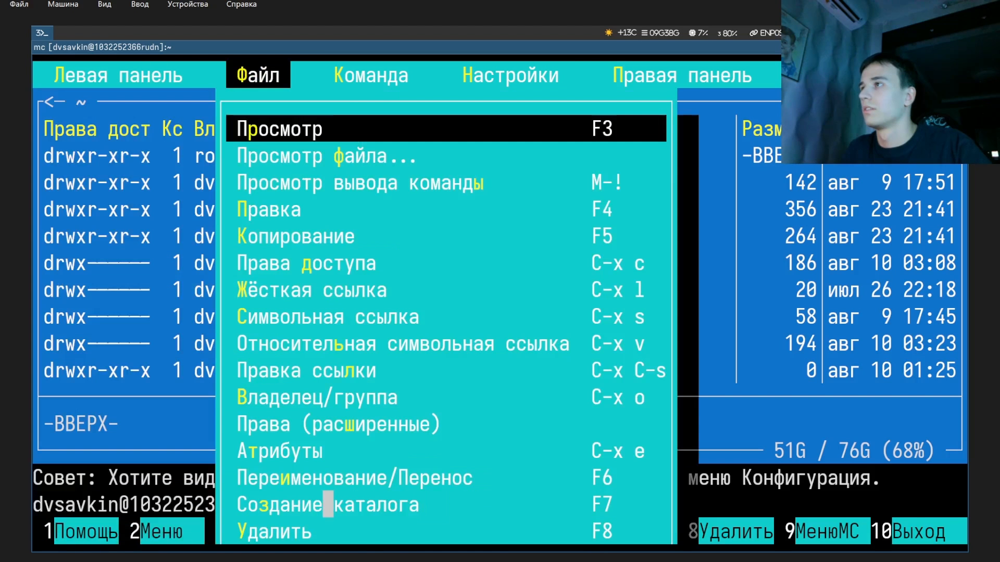 Файл Машина Вид Ввод Устройства Справка
3>_ +13C 09G38G 7% 3 80%
mc [dvsavkin@1032252366rudn]:~
Левая панель Файл Команда Настройки Правая панель
<— ~
Права дост Кс Вл Просмотр F3
drwxr-xr-x 1 ro Просмотр файла...
drwxr-xr-x 1 dv Просмотр вывода команды M-! 142 авг 9 17:51
drwxr-xr-x 1 dv Правка F4 356 авг 23 21:41
drwxr-xr-x 1 dv Копирование F5 264 авг 23 21:41
drwx------ 1 dv Права доступа C-x c 186 авг 10 03:08
drwxr-xr-x 1 dv Жёсткая ссылка C-x l 20 июл 26 22:18
drwx------ 1 dv Символьная ссылка C-x s 58 авг 9 17:45
drwx------ 1 dv Относительная символьная ссылка C-x v 194 авг 10 03:23
drwxr-xr-x 1 dv Правка ссылки C-x C-s 0 авг 10 01:25
Владелец/группа C-x o
-ВВЕРХ- Права (расширенные)
Атрибуты C-x e 51G / 76G (68%)
Совет: Хотите вид Переименование/Перенос F6 меню Конфигурация.
dvsavkin@10322523 Создание каталога F7
1Помощь 2Меню Удалить F8 8Удалить 9МенюMC 10Выход